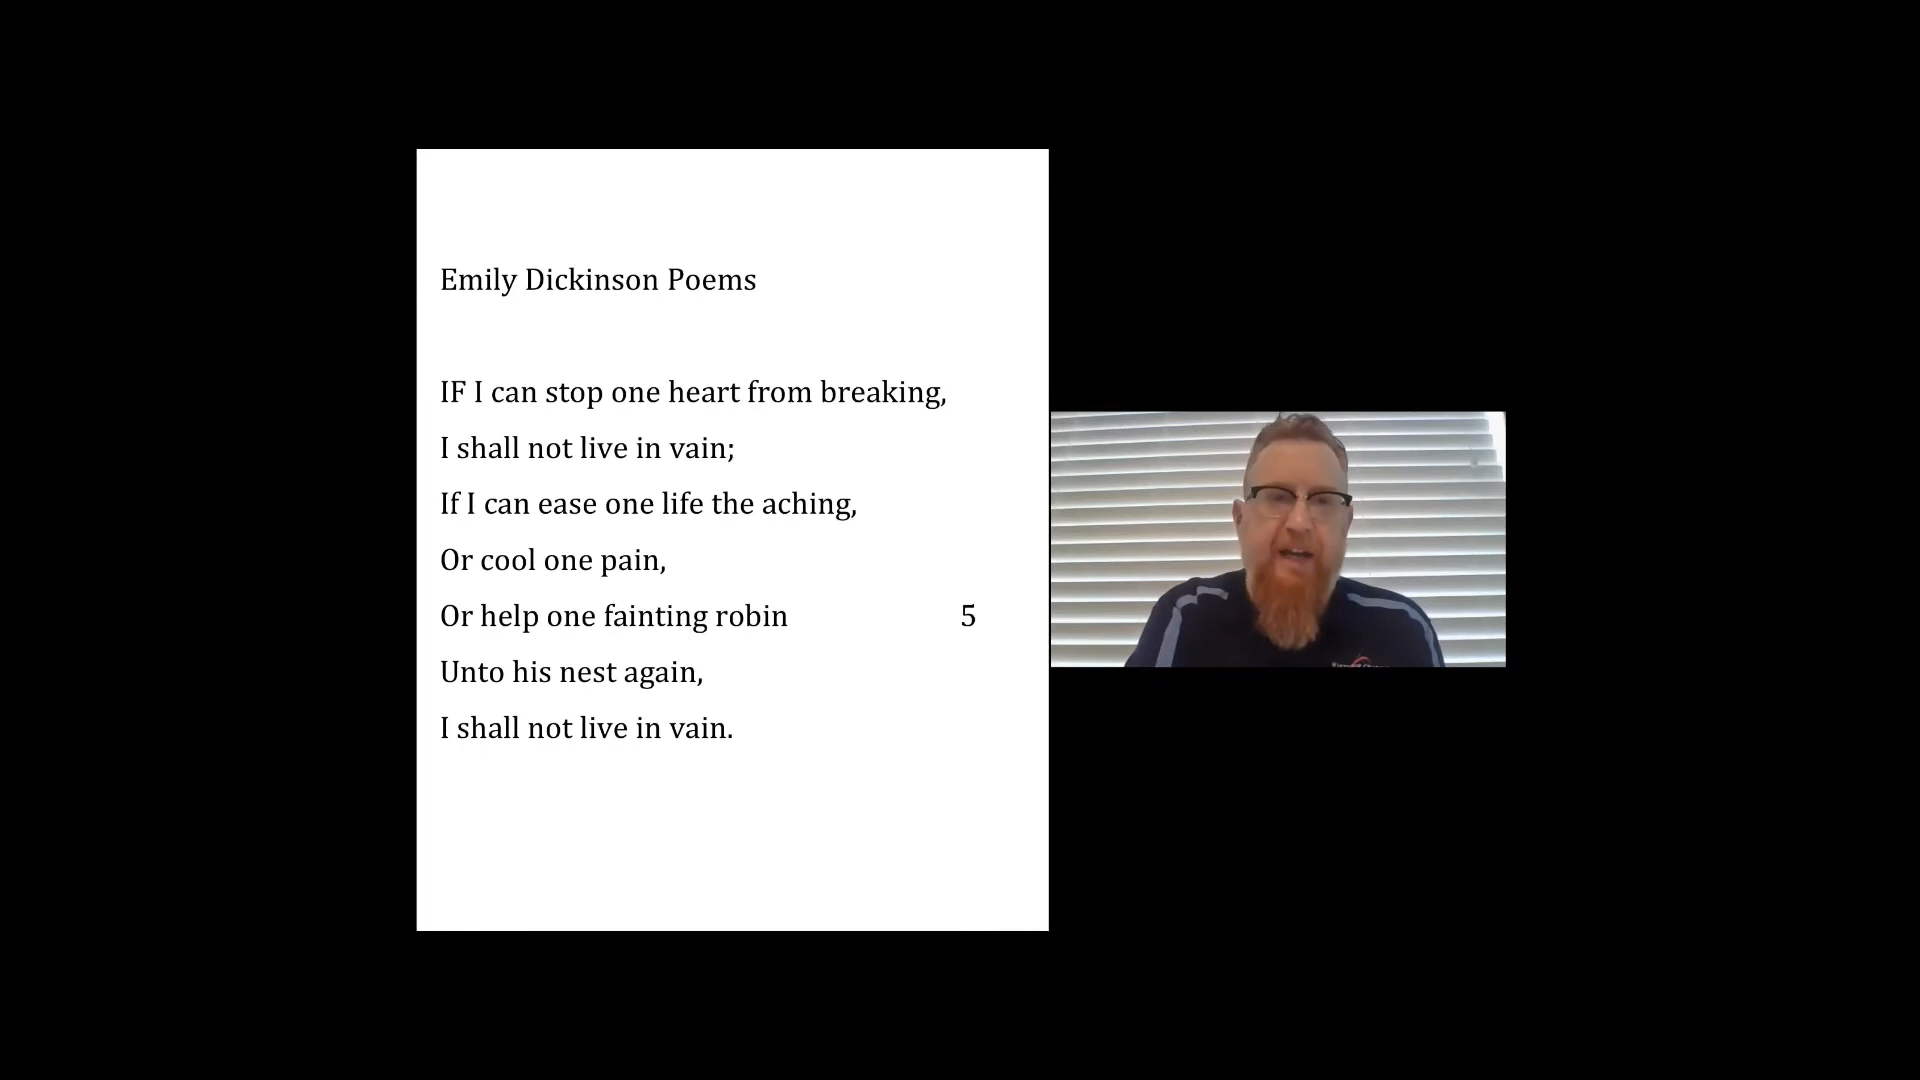 Emily Dickinson Poems
IF I can stop one heart from breaking,
I shall not live in vain;
If I can ease one life the aching,
Or cool one pain,
Or help one fainting robin 5
Unto his nest again,
I shall not live in vain.